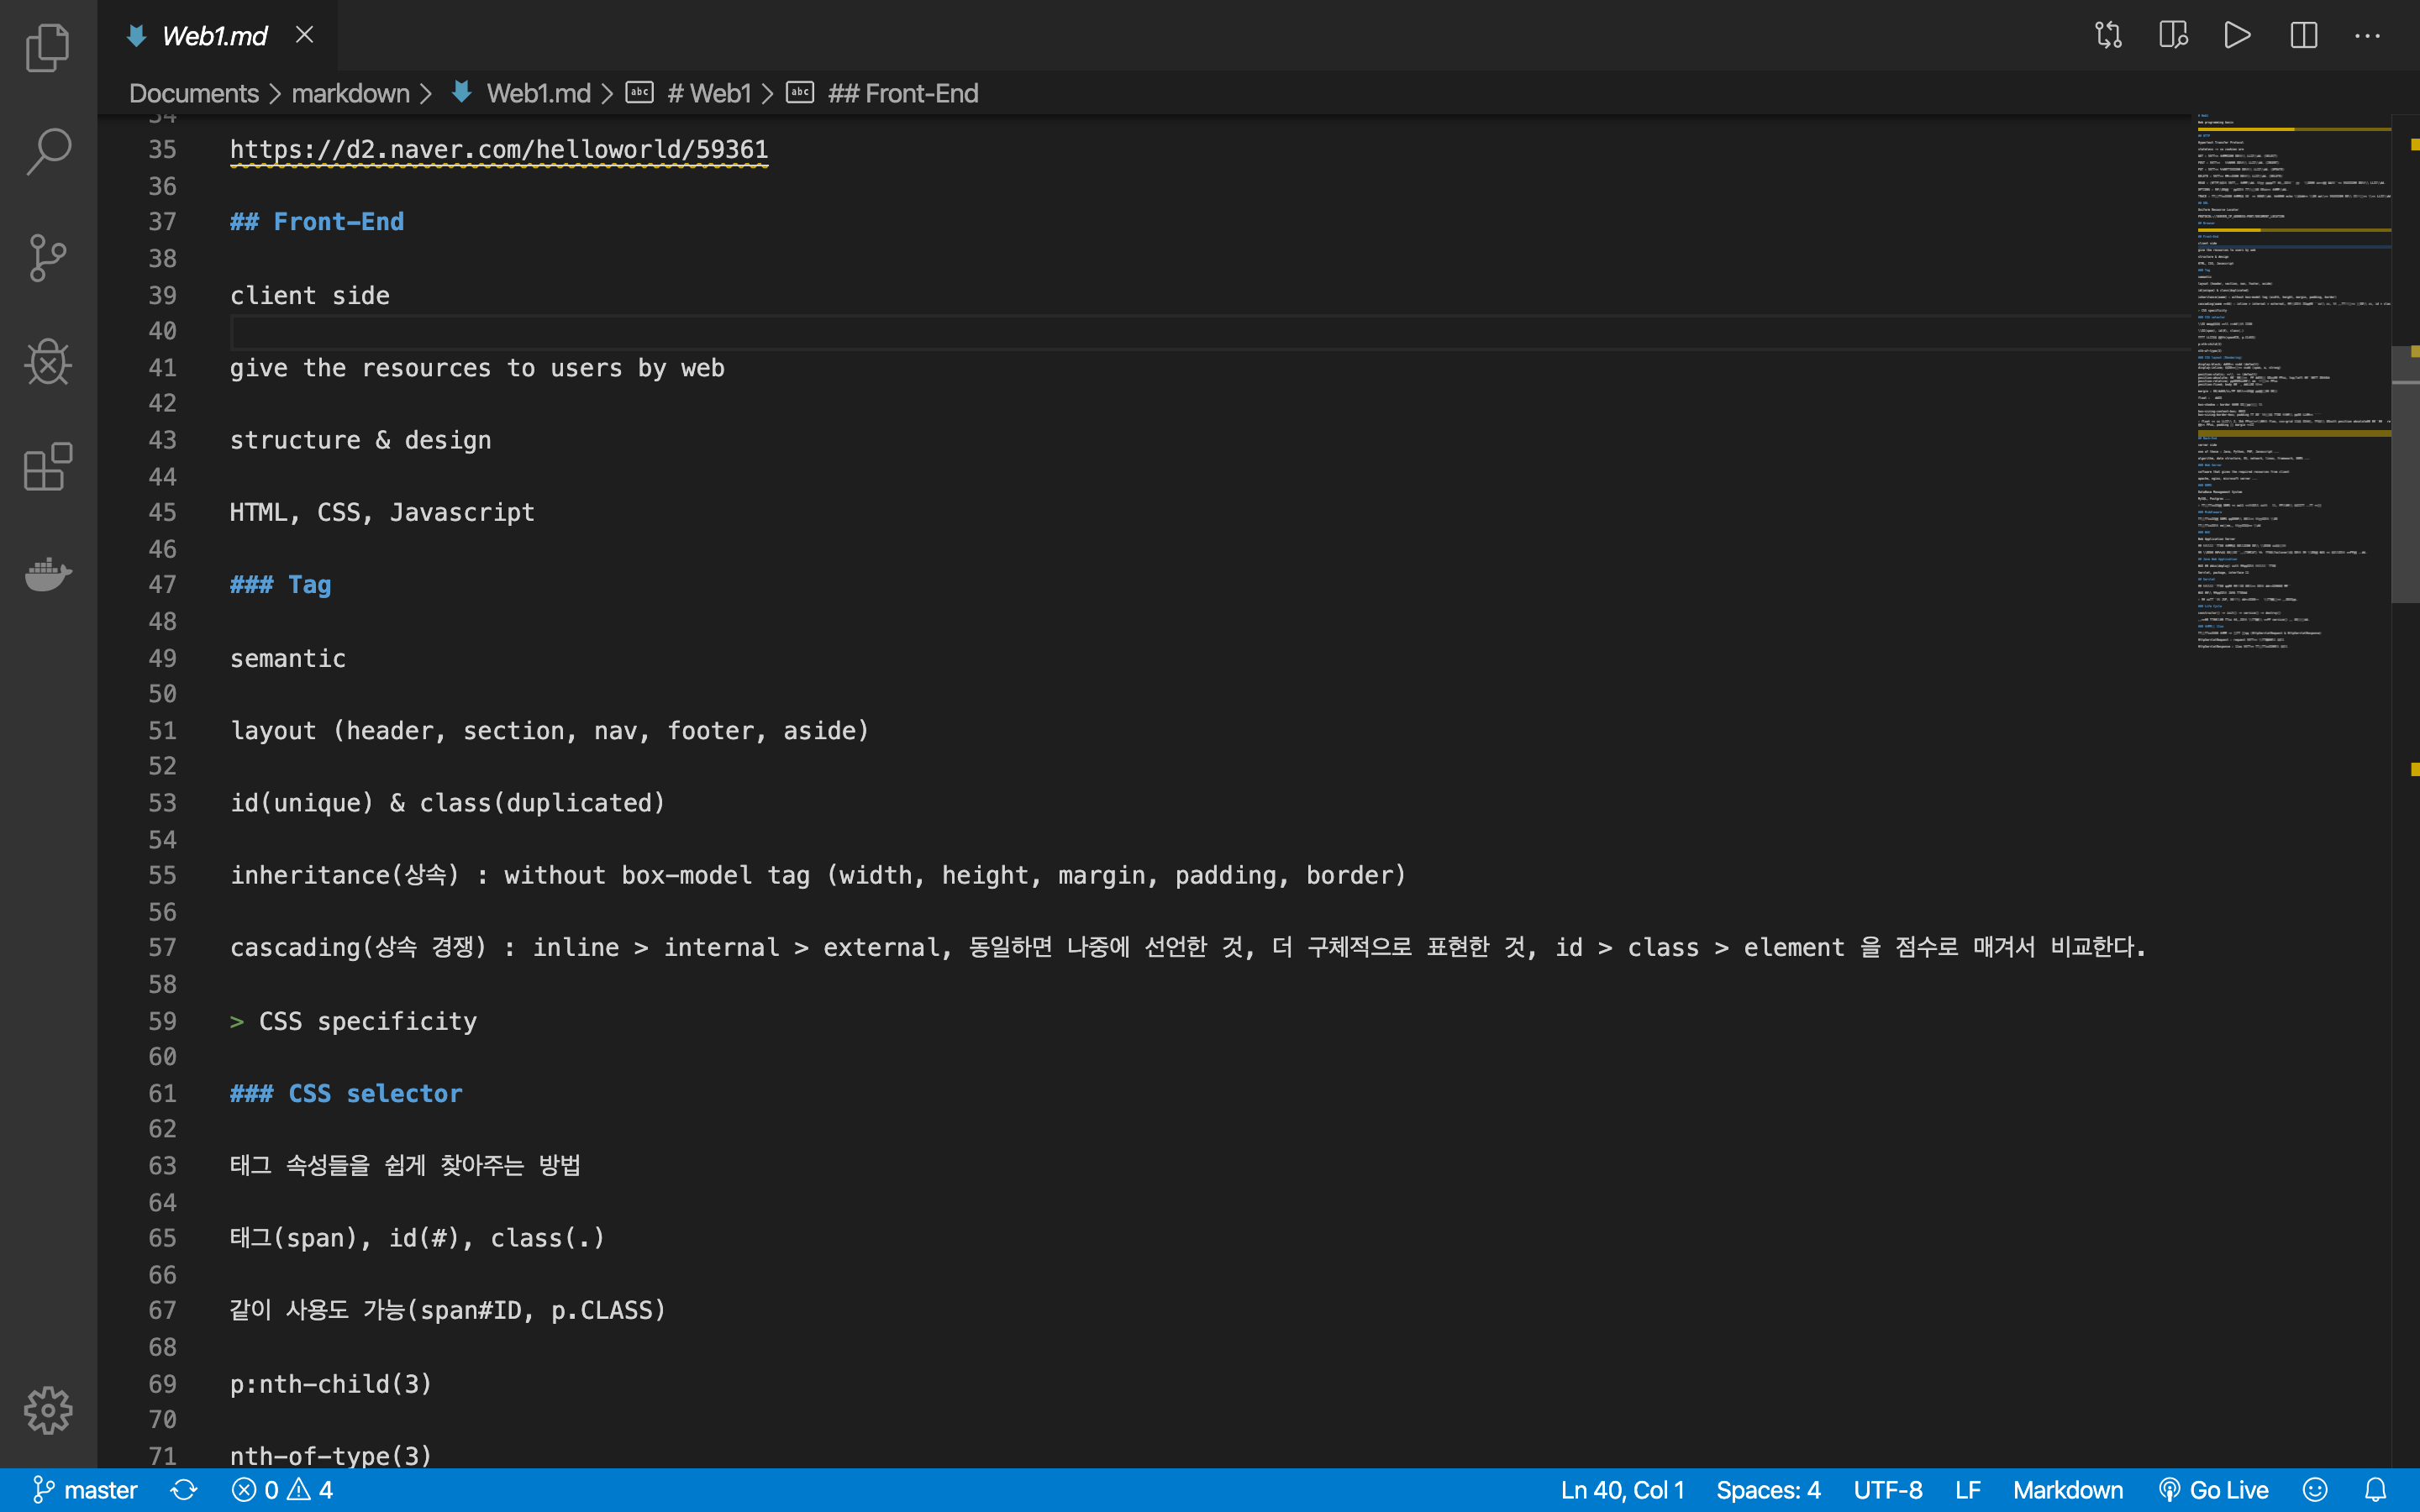 Web1.md
Documents > markdown > Web1.md > # Web1 > ## Front-End
34
35 https://d2.naver.com/helloworld/59361
36
37 ## Front-End
38
39 client side
40
41 give the resources to users by web
42
43 structure & design
44
45 HTML, CSS, Javascript
46
47 ### Tag
48
49 semantic
50
51 layout (header, section, nav, footer, aside)
52
53 id(unique) & class(duplicated)
54
55 inheritance(상속) : without box-model tag (width, height, margin, padding, border)
56
57 cascading(상속 경쟁) : inline > internal > external, 동일하면 나중에 선언한 것, 더 구체적으로 표현한 것, id > class > element 을 점수로 매겨서 비교한다.
58
59 > CSS specificity
60
61 ### CSS selector
62
63 태그 속성들을 쉽게 찾아주는 방법
64
65 태그(span), id(#), class(.)
66
67 같이 사용도 가능(span#ID, p.CLASS)
68
69 p:nth-child(3)
70
71 nth-of-type(3)
master 0 4 Ln 40, Col 1 Spaces: 4 UTF-8 LF Markdown Go Live